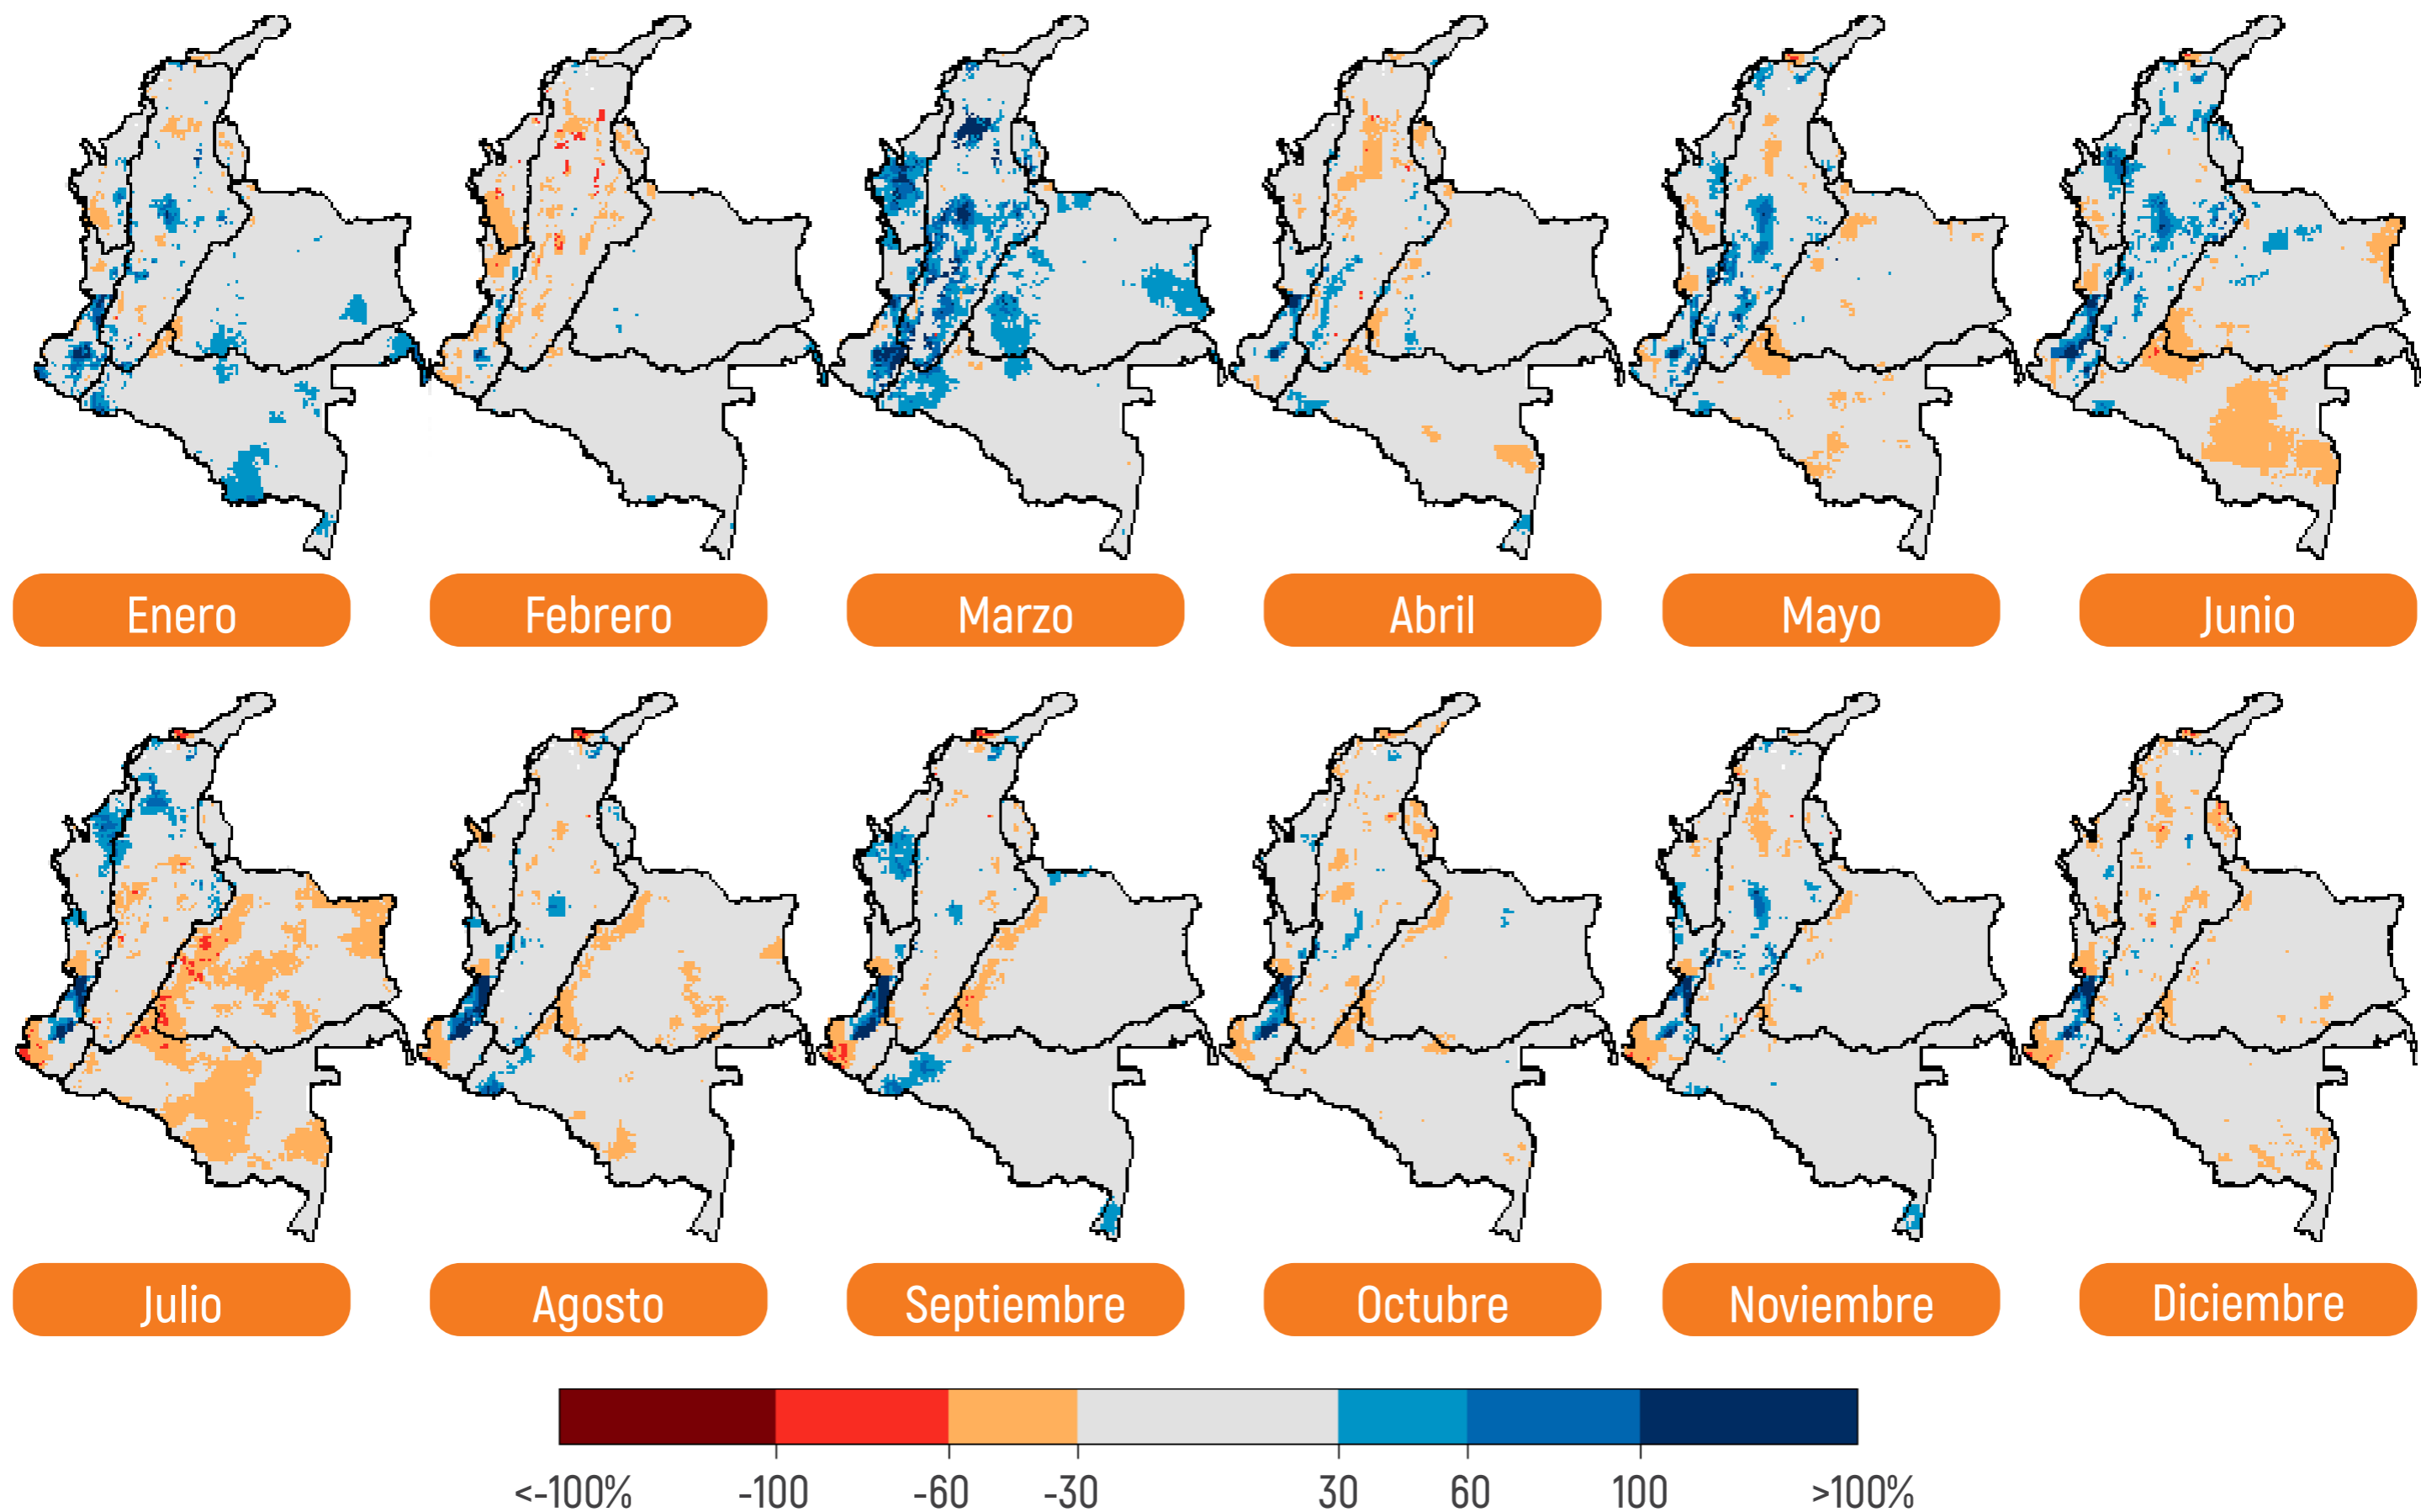 Enero Febrero Marzo Abril Mayo Junio
Julio Agosto Septiembre Octubre Noviembre Diciembre
<-100% -100 -60 -30 30 60 100 >100%